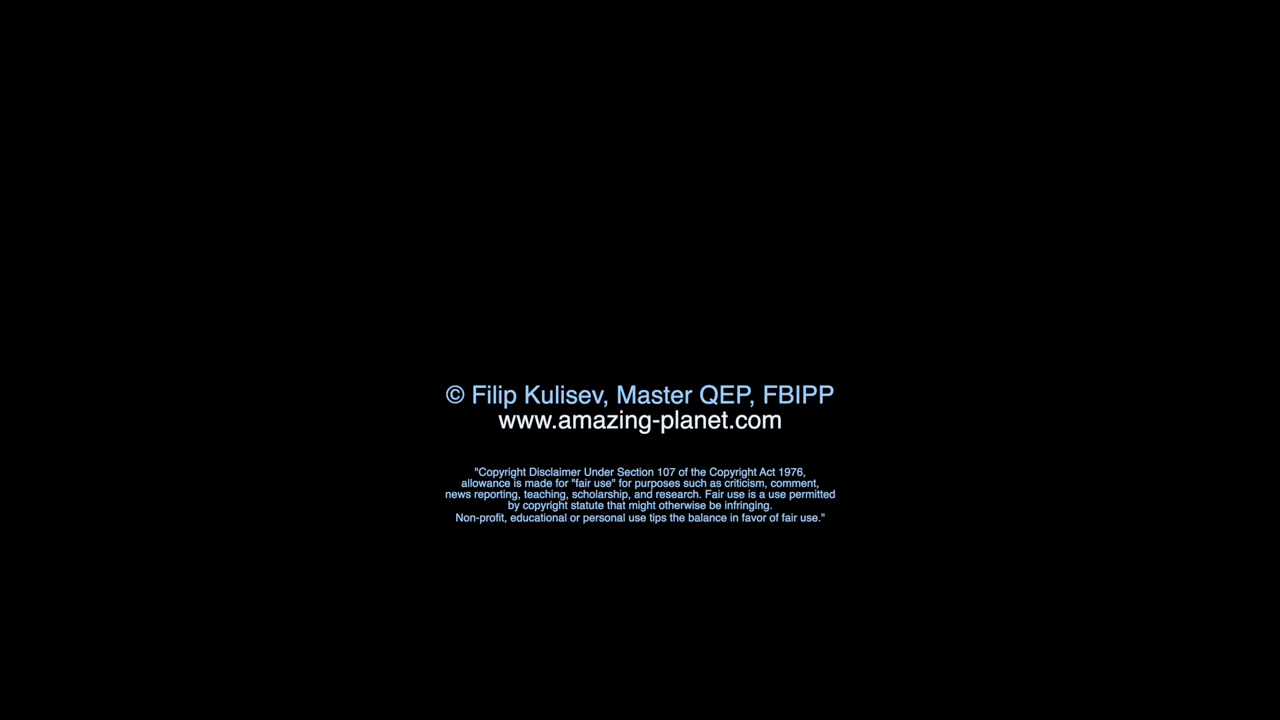 © Filip Kulisev, Master QEP, FBIPP
www.amazing-planet.com
"Copyright Disclaimer Under Section 107 of the Copyright Act 1976,
allowance is made for "fair use" for purposes such as criticism, comment,
news reporting, teaching, scholarship, and research. Fair use is a use permitted
by copyright statute that might otherwise be infringing.
Non-profit, educational or personal use tips the balance in favor of fair use."